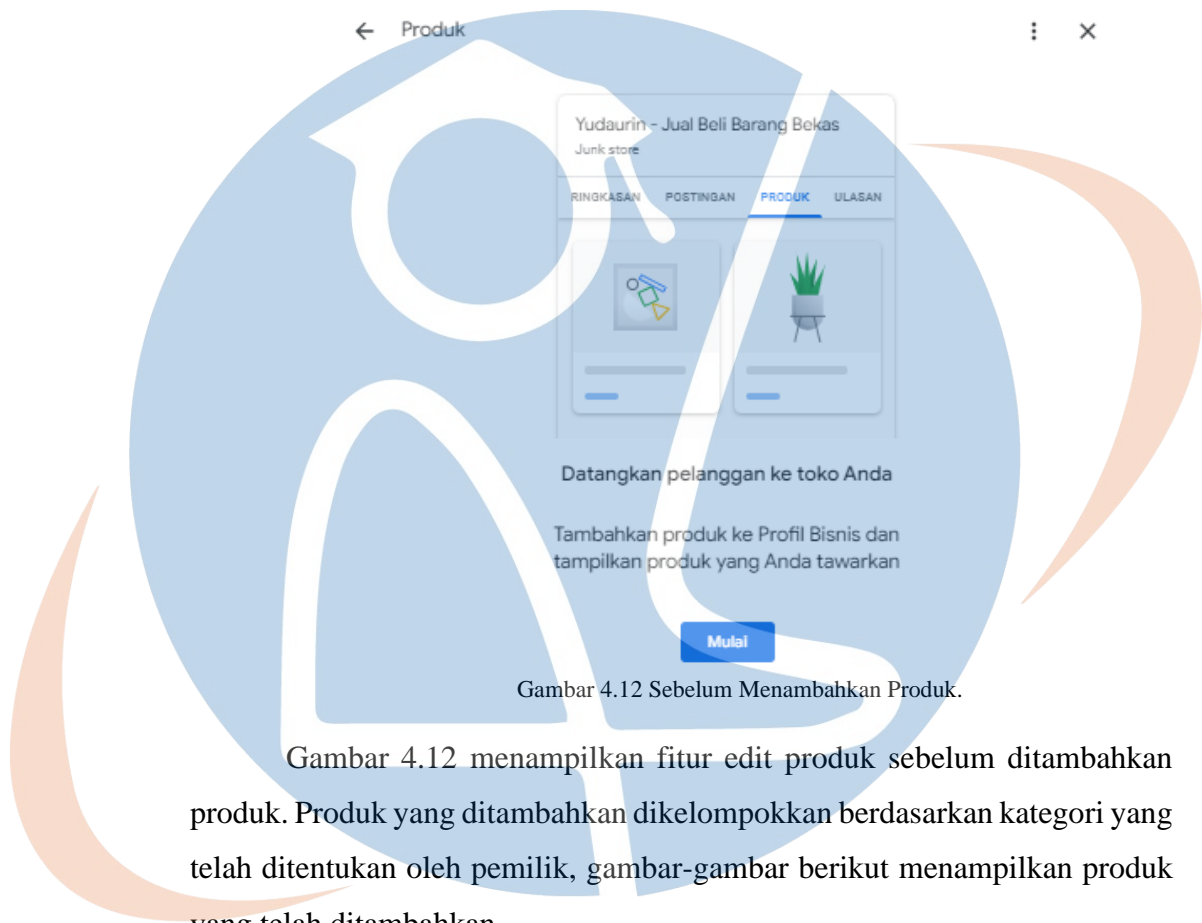 Produk
Yudaurin - Jual Beli Barang Bekas
Junk store
RINGKASAN POSTINGAN PRODUK ULASAN
Datangkan pelanggan ke toko Anda
Tambahkan produk ke Profil Bisnis dan
tampilkan produk yang Anda tawarkan
Mulai
Gambar 4.12 Sebelum Menambahkan Produk.
Gambar 4.12 menampilkan fitur edit produk sebelum ditambahkan
produk. Produk yang ditambahkan dikelompokkan berdasarkan kategori yang
telah ditentukan oleh pemilik, gambar-gambar berikut menampilkan produk
yang telah ditambahkan